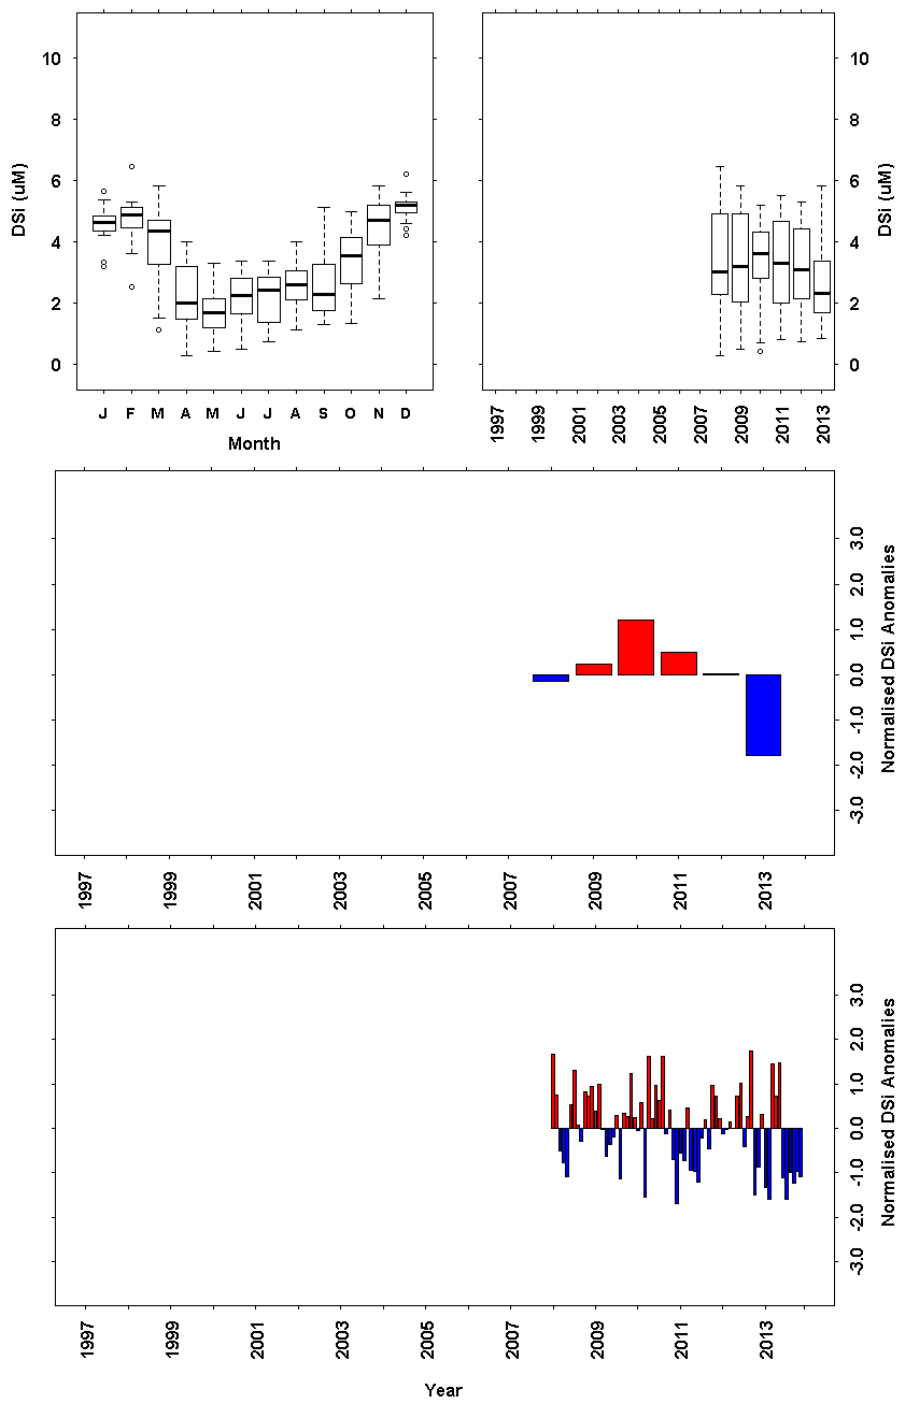 10
8
6
4
2
0
DSi (uM)
J F M A M J J A S O N D
Month
10
8
6
4
2
0
DSi (uM)
1997 1999 2001 2003 2005 2007 2009 2011 2013
3.0
2.0
1.0
0.0
-1.0
-2.0
-3.0
Normalised DSi Anomalies
1997 1999 2001 2003 2005 2007 2009 2011 2013
3.0
2.0
1.0
0.0
-1.0
-2.0
-3.0
Normalised DSi Anomalies
1997 1999 2001 2003 2005 2007 2009 2011 2013
Year